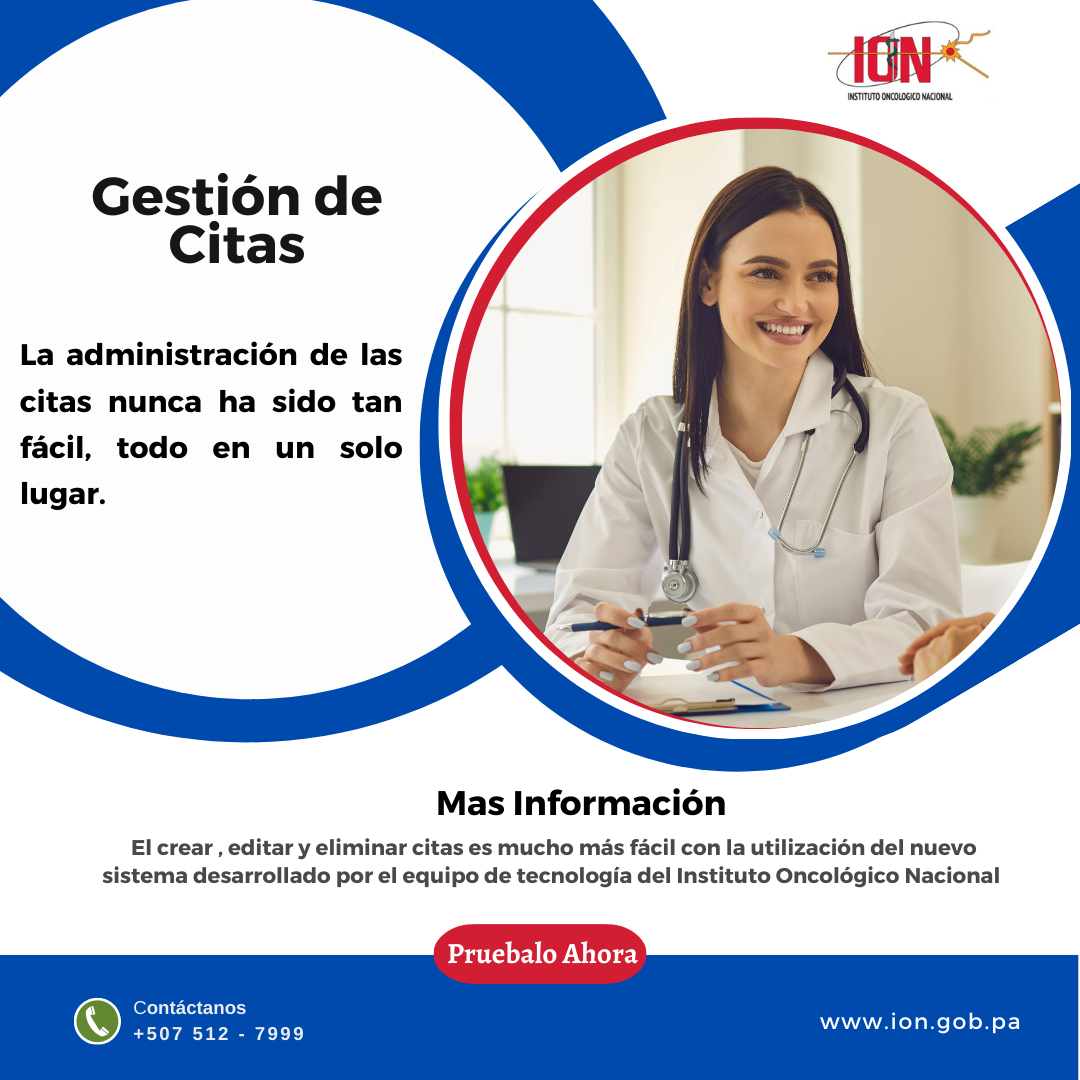 ION
INSTITUTO ONCOLOGICO NACIONAL
Gestión de
Citas
La administración de las
citas nunca ha sido tan
fácil, todo en un solo
lugar.
Mas Información
El crear , editar y eliminar citas es mucho más fácil con la utilización del nuevo
sistema desarrollado por el equipo de tecnología del Instituto Oncológico Nacional
Pruebalo Ahora
Contáctanos
+507 512 - 7999
www.ion.gob.pa